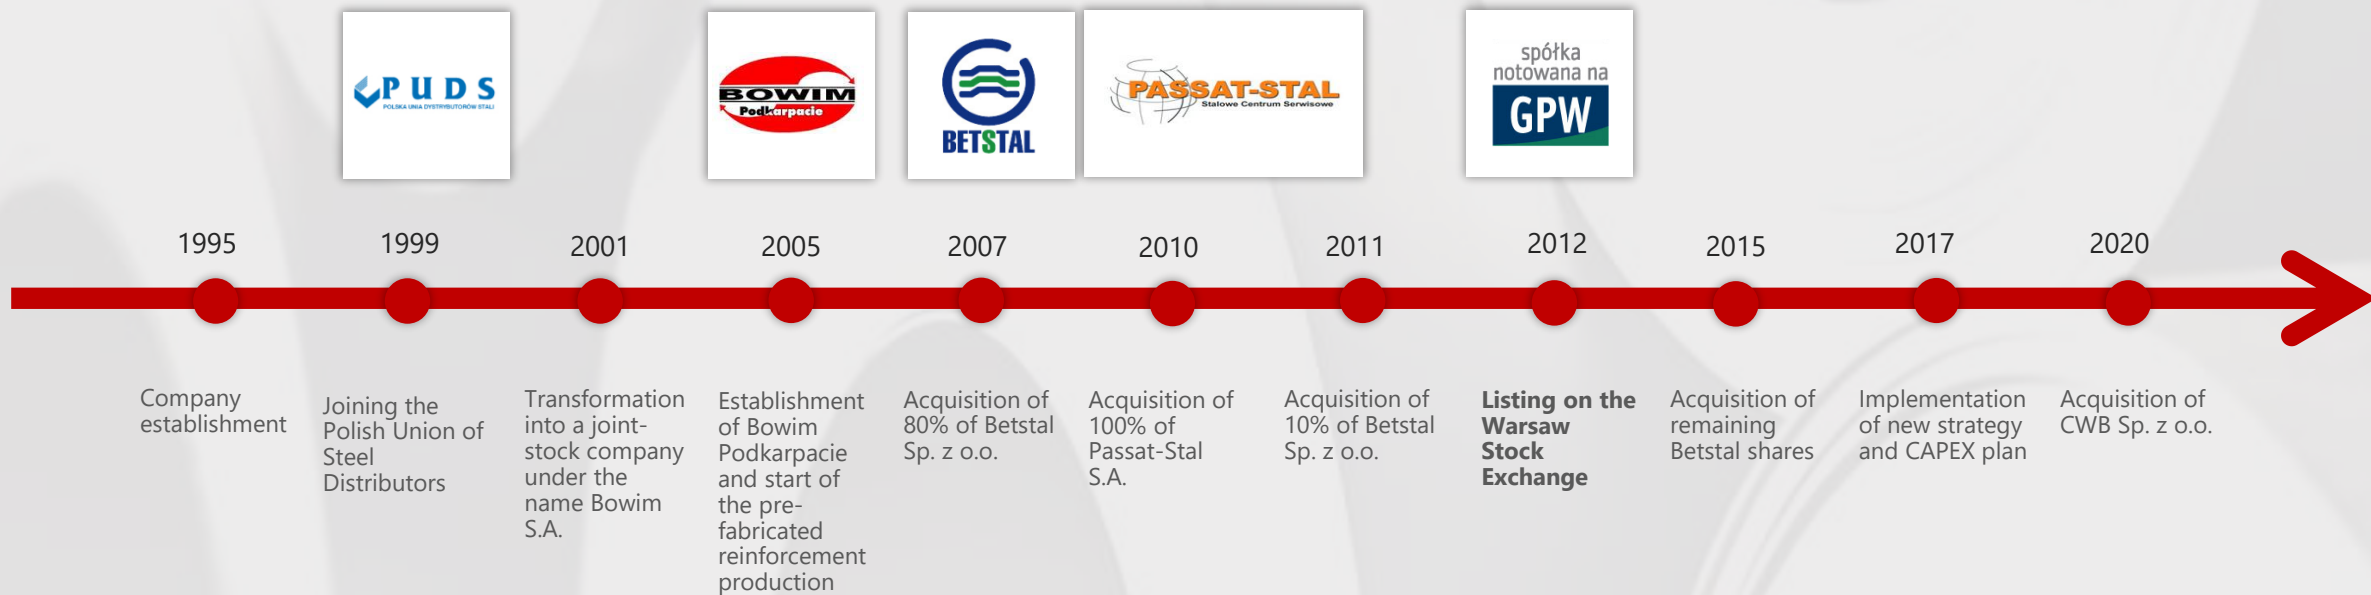 PUDS
POLSKA UNIA DYSTRYBUTORÓW STALI
BOWIM
Podkarpacie
BETSTAL
PASSAT-STAL
Stalowe Centrum Serwisowe
spółka
notowana na
GPW
1995
1999
2001
2005
2007
2010
2011
2012
2015
2017
2020
Company
establishment
Joining the
Polish Union of
Steel
Distributors
Transformation
into a joint-
stock company
under the
name Bowim
S.A.
Establishment
of Bowim
Podkarpacie
and start of
the pre-
fabricated
reinforcement
production
Acquisition of
80% of Betstal
Sp. z o.o.
Acquisition of
100% of
Passat-Stal
S.A.
Acquisition of
10% of Betstal
Sp. z o.o.
Listing on the
Warsaw
Stock
Exchange
Acquisition of
remaining
Betstal shares
Implementation
of new strategy
and CAPEX plan
Acquisition of
CWB Sp. z o.o.